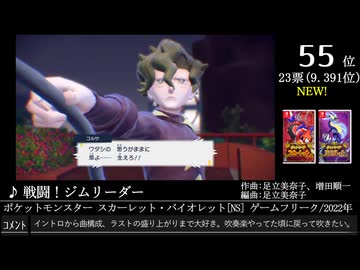 55 位
23票(9.391位)
NEW!
コルサ
ワダシの 思うがままに
草よ…… 生えろ!!
♪ 戦闘!ジムリーダー
作曲:足立美奈子、増田順一
編曲:足立美奈子
ポケットモンスター スカーレット・バイオレット[NS] ゲームフリーク/2022年
コメント
イントロから曲構成、ラストの盛り上がりまで大好き。吹奏楽やってた頃に戻って吹きたい。